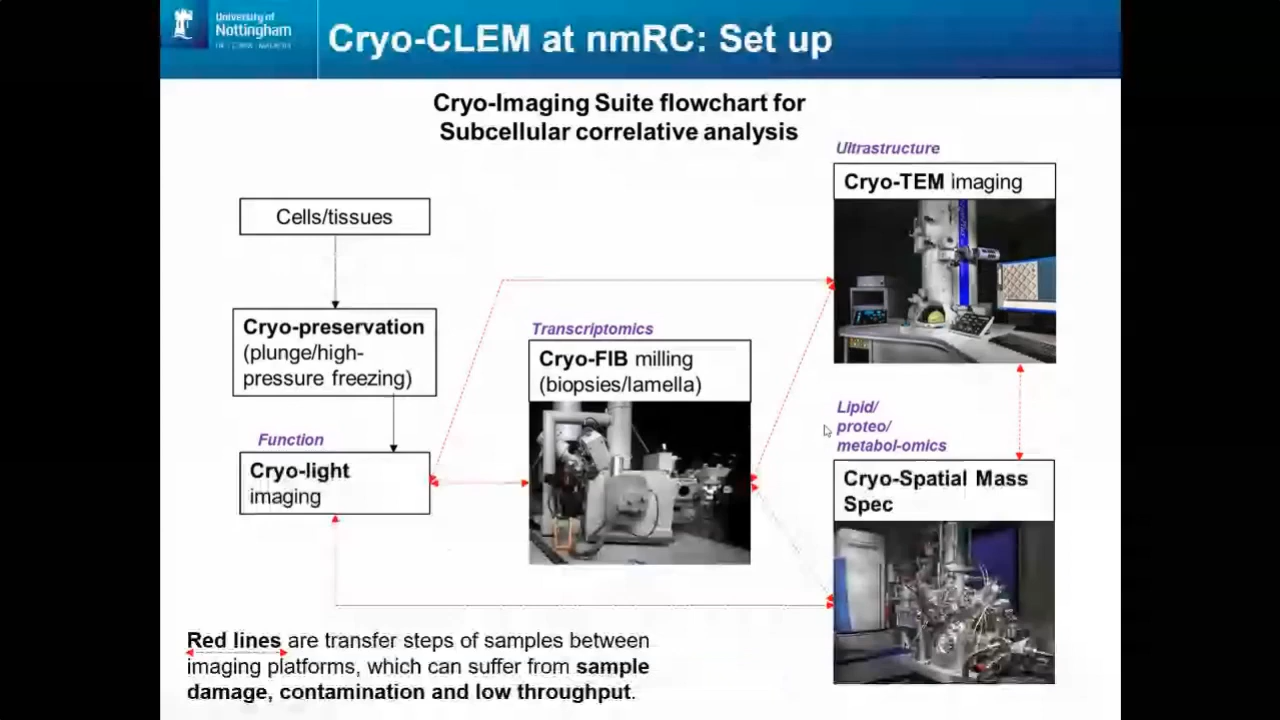 University of
Nottingham
Cryo-CLEM at nmRC: Set up
Cryo-Imaging Suite flowchart for
Subcellular correlative analysis
Ultrastructure
Cryo-TEM imaging
Cells/tissues
Cryo-preservation
(plunge/high-
pressure freezing)
Transcriptomics
Cryo-FIB milling
(biopsies/lamella)
Lipid/
proteo/
metabol-omics
Function
Cryo-light
imaging
Cryo-Spatial Mass
Spec
Red lines are transfer steps of samples between
imaging platforms, which can suffer from sample
damage, contamination and low throughput.